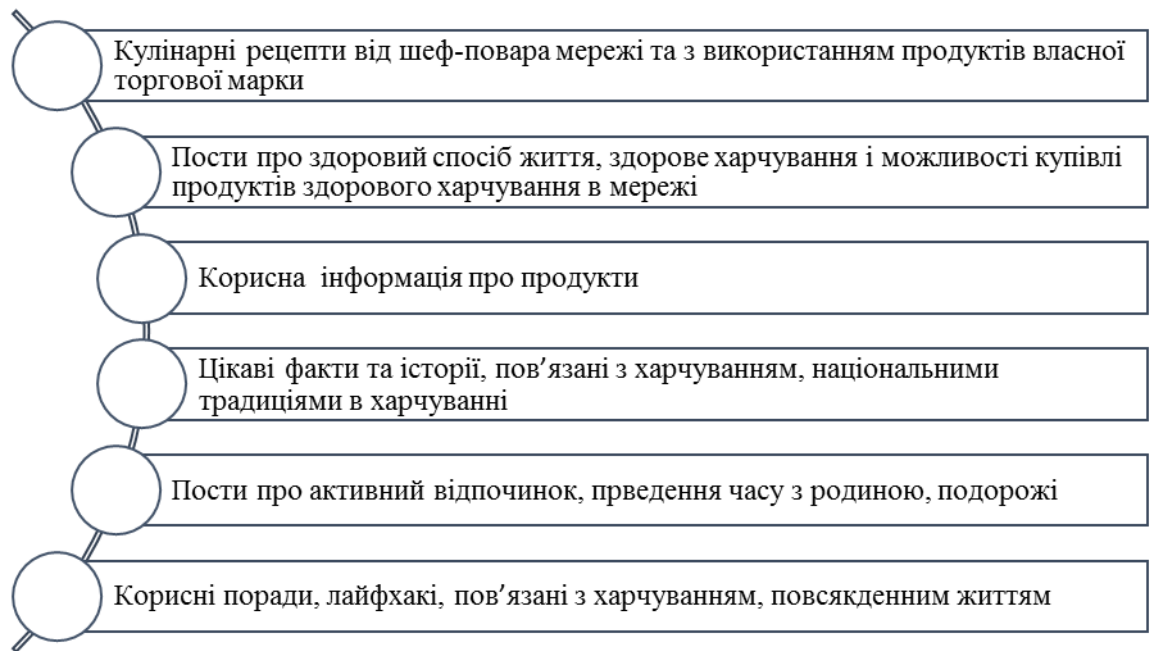 Кулінарні рецепти від шеф-повара мережі та з використанням продуктів власної
торгової марки
Пости про здоровий спосіб життя, здорове харчування і можливості купівлі
продуктів здорового харчування в мережі
Корисна  інформація про продукти
Цікаві факти та історії, пов’язані з харчуванням, національними
традиціями в харчуванні
Пости про активний відпочинок, прведення часу з родиною, подорожі
Корисні поради, лайфхакі, пов’язані з харчуванням, повсякденним життям